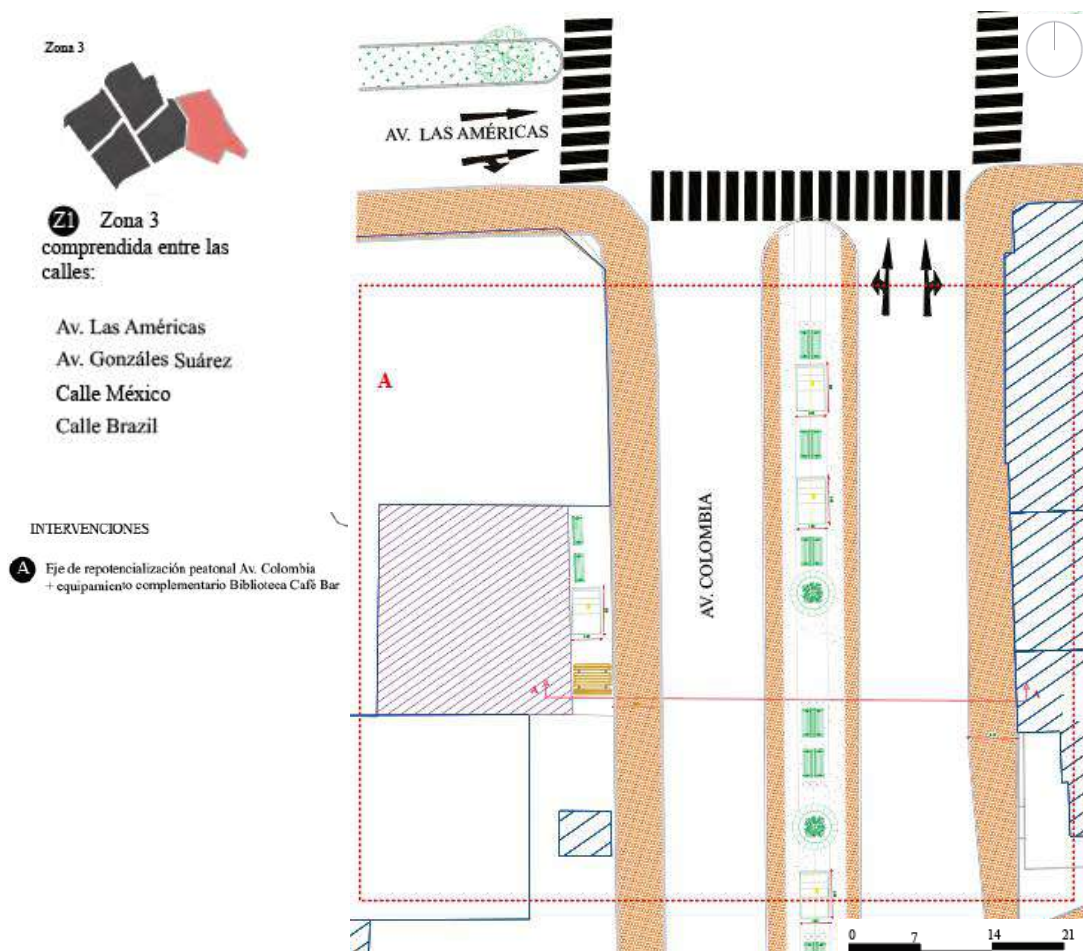 Zona 3
Z1 Zona 3
comprendida entre las
calles:
Av. Las Américas
Av. Gonzáles Suárez
Calle México
Calle Brazil
INTERVENCIONES
A Eje de repotencialización peatonal Av. Colombia
+ equipamiento complementario Biblioteca Café Bar
AV. LAS AMÉRICAS
A
AV. COLOMBIA
A
A
0 7 14 21